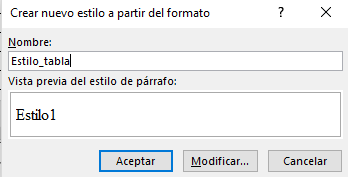 Crear nuevo estilo a partir del formato ? ×
Nombre:
Estilo_tabla
Vista previa del estilo de párrafo:
Estilo1
Aceptar Modificar... Cancelar